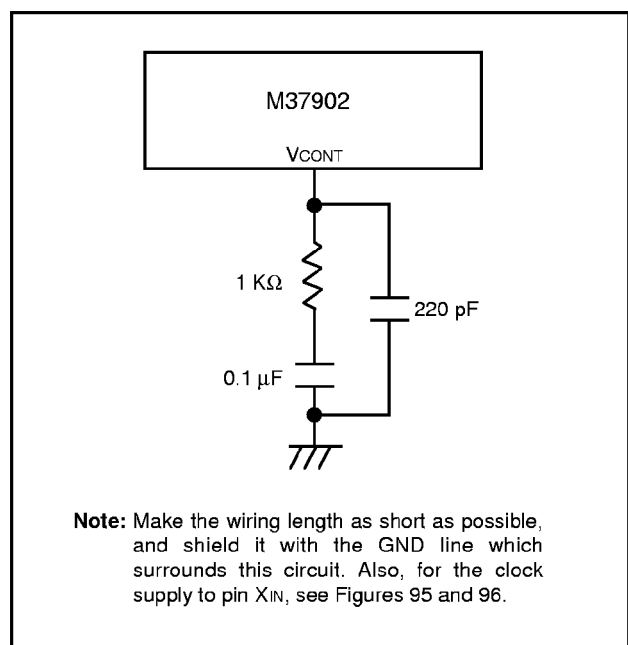 M37902
VCONT
1 KΩ
220 pF
0.1 μF
Note: Make the wiring length as short as possible,
and shield it with the GND line which
surrounds this circuit. Also, for the clock
supply to pin XIN, see Figures 95 and 96.